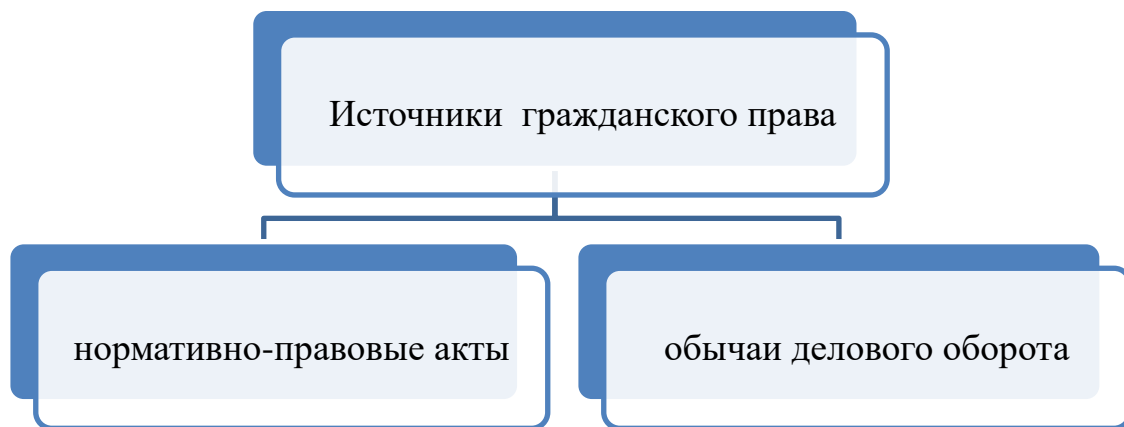 Источники гражданского права
нормативно-правовые акты
обычаи делового оборота